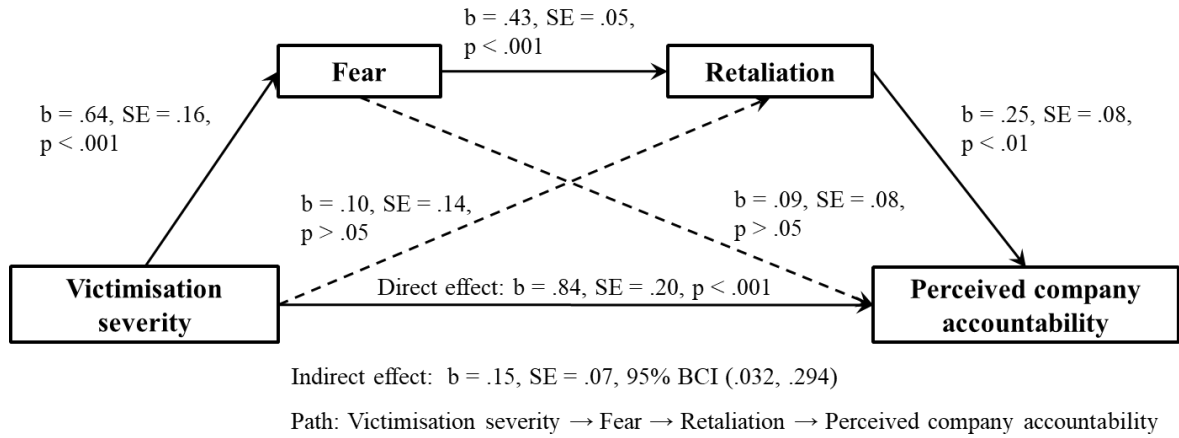 b = .43, SE = .05,
p < .001
Fear
Retaliation
b = .64, SE = .16,
p < .001
b = .25, SE = .08,
p < .01
b = .10, SE = .14,
p > .05
b = .09, SE = .08,
p > .05
Victimisation
severity
Direct effect: b = .84, SE = .20, p < .001
Perceived company
accountability
Indirect effect: b = .15, SE = .07, 95% BCI (.032, .294)
Path: Victimisation severity → Fear → Retaliation → Perceived company accountability